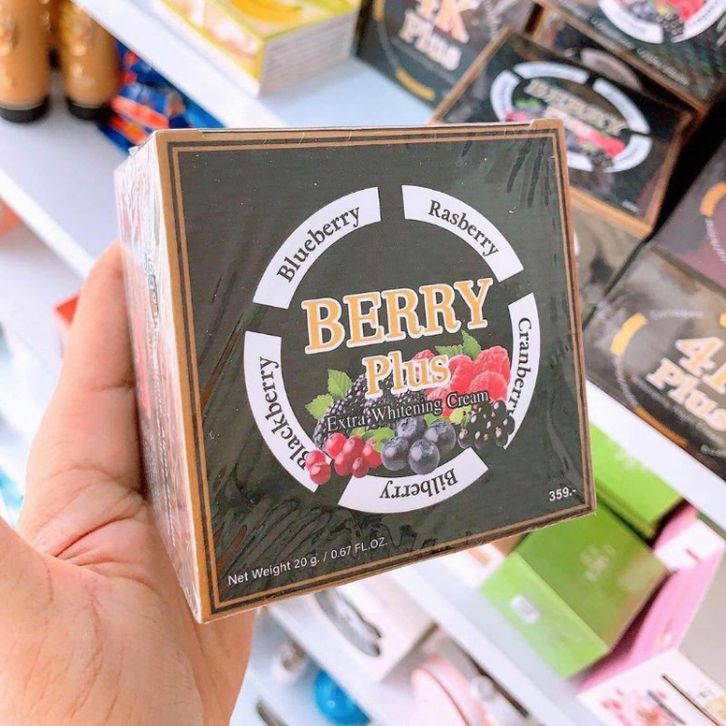 4K
Plus
BERRY
Blueberry
Rasberry
Cranberry
Bilberry
Blackberry
BERRY
Plus
Extra Whitening Cream
359.-
Net Weight 20 g. / 0.67 FL.OZ.
4K
Plus